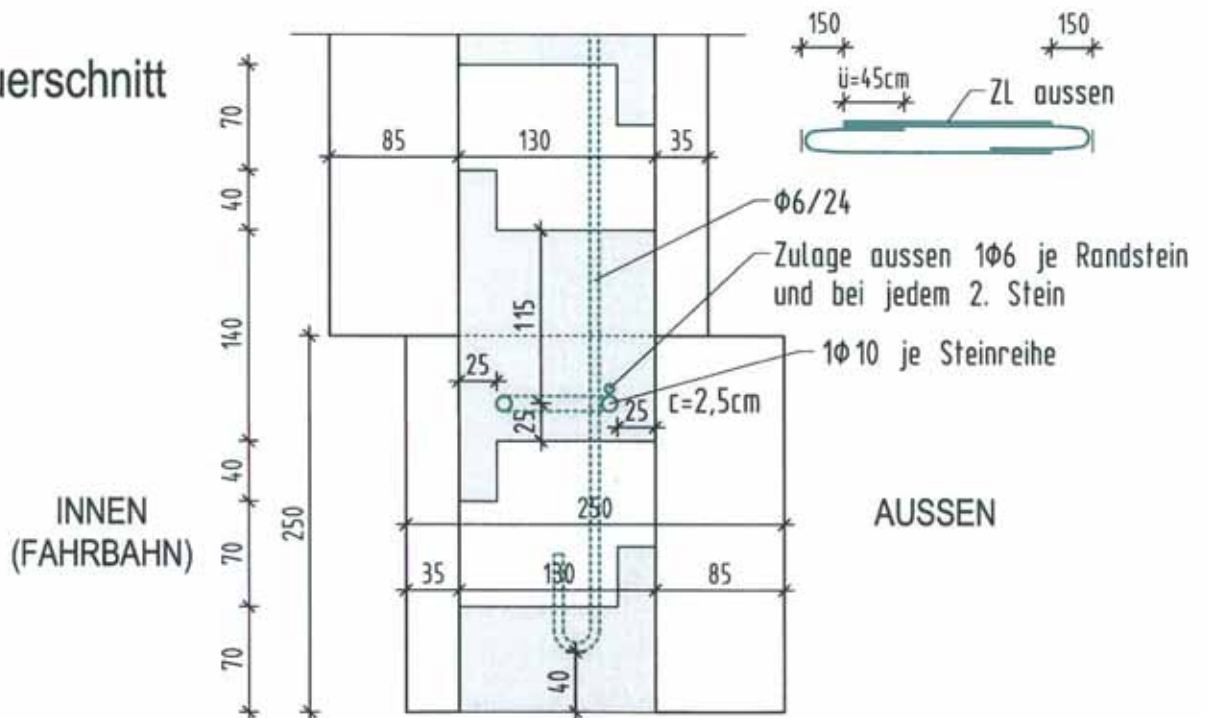 uerschnitt
150
150
ü=45cm
ZL aussen
70
85
130
35
40
Φ6/24
Zulage aussen 1Φ6 je Randstein
und bei jedem 2. Stein
115
140
1Φ10 je Steinreihe
25
c=2,5cm
25
25
40
INNEN
(FAHRBAHN)
250
250
AUSSEN
70
35
130
85
70
40